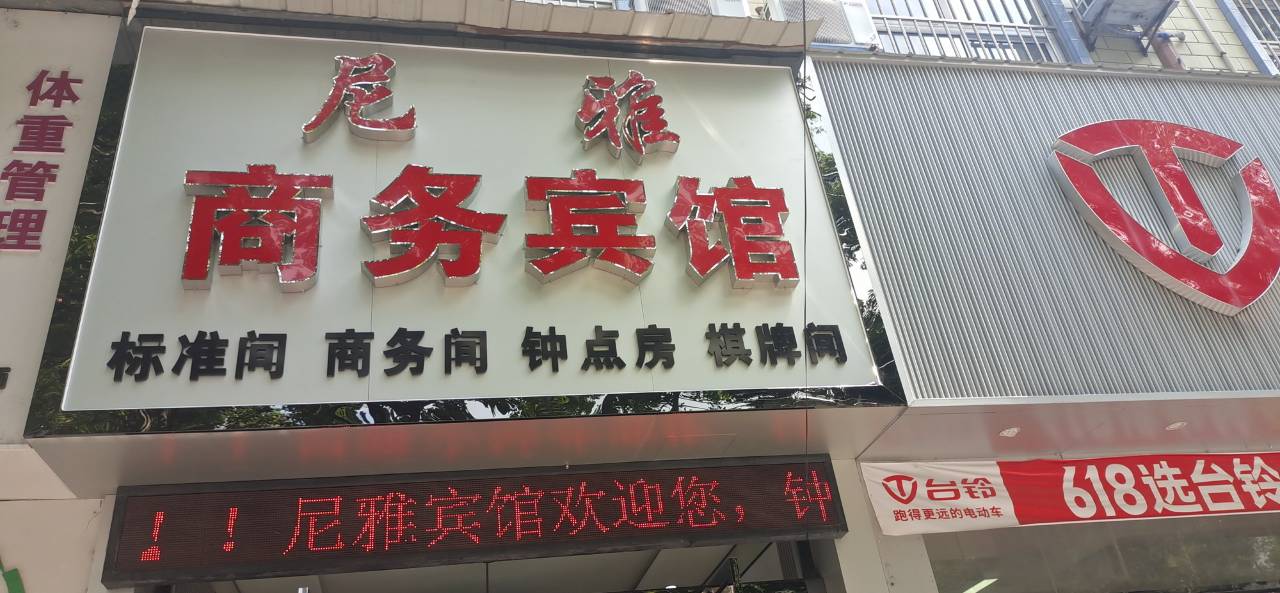 体重管理
尼雅
商务宾馆
标准间 商务间 钟点房 棋牌间
！！尼雅宾馆欢迎您，钟
台铃
跑得更远的电动车
618选台铃